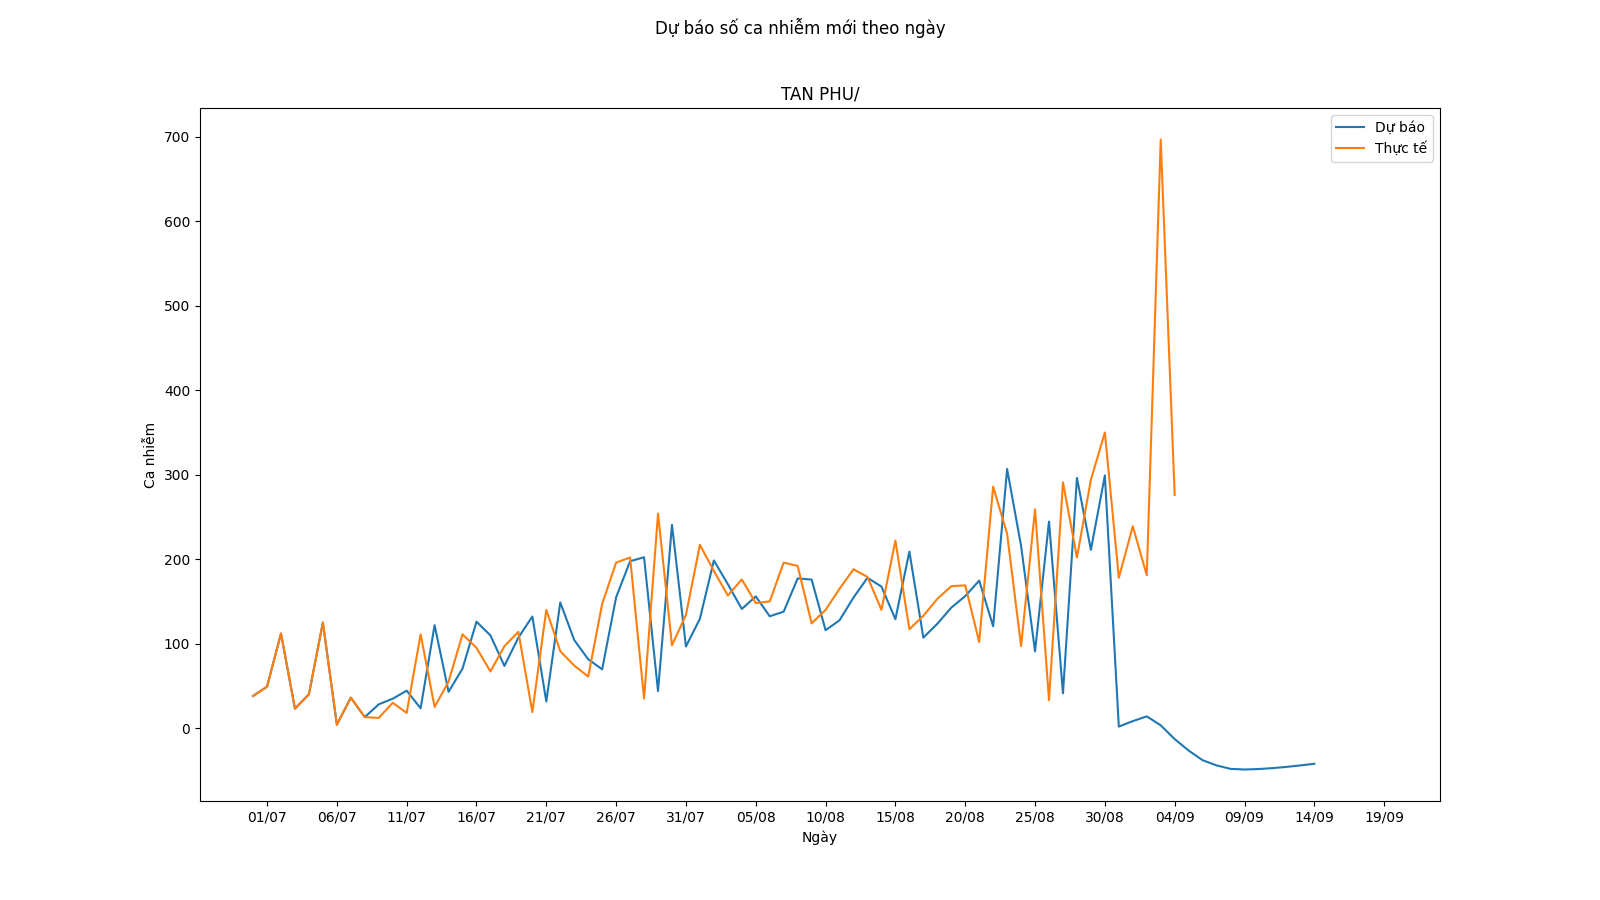 Dự báo số ca nhiễm mới theo ngày
TAN PHU/
Dự báo
Thực tế
700
600
500
400
300
200
100
0
Ca nhiễm
01/07 06/07 11/07 16/07 21/07 26/07 31/07 05/08 10/08 15/08 20/08 25/08 30/08 04/09 09/09 14/09 19/09
Ngày